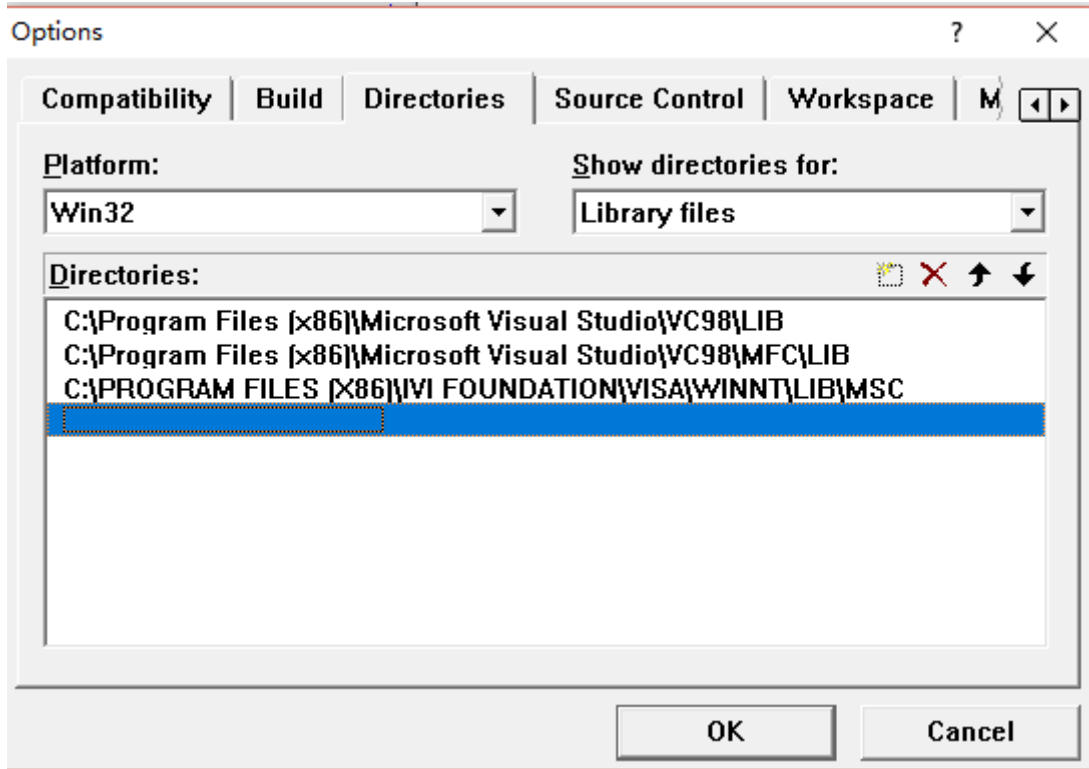 Options
Compatibility Build Directories Source Control Workspace M
Platform: Show directories for:
Win32 Library files
Directories:
C:\Program Files (x86)\Microsoft Visual Studio\VC98\LIB
C:\Program Files (x86)\Microsoft Visual Studio\VC98\MFC\LIB
C:\PROGRAM FILES (X86)\IVI FOUNDATION\VISA\WINNT\LIB\MSC
OK Cancel